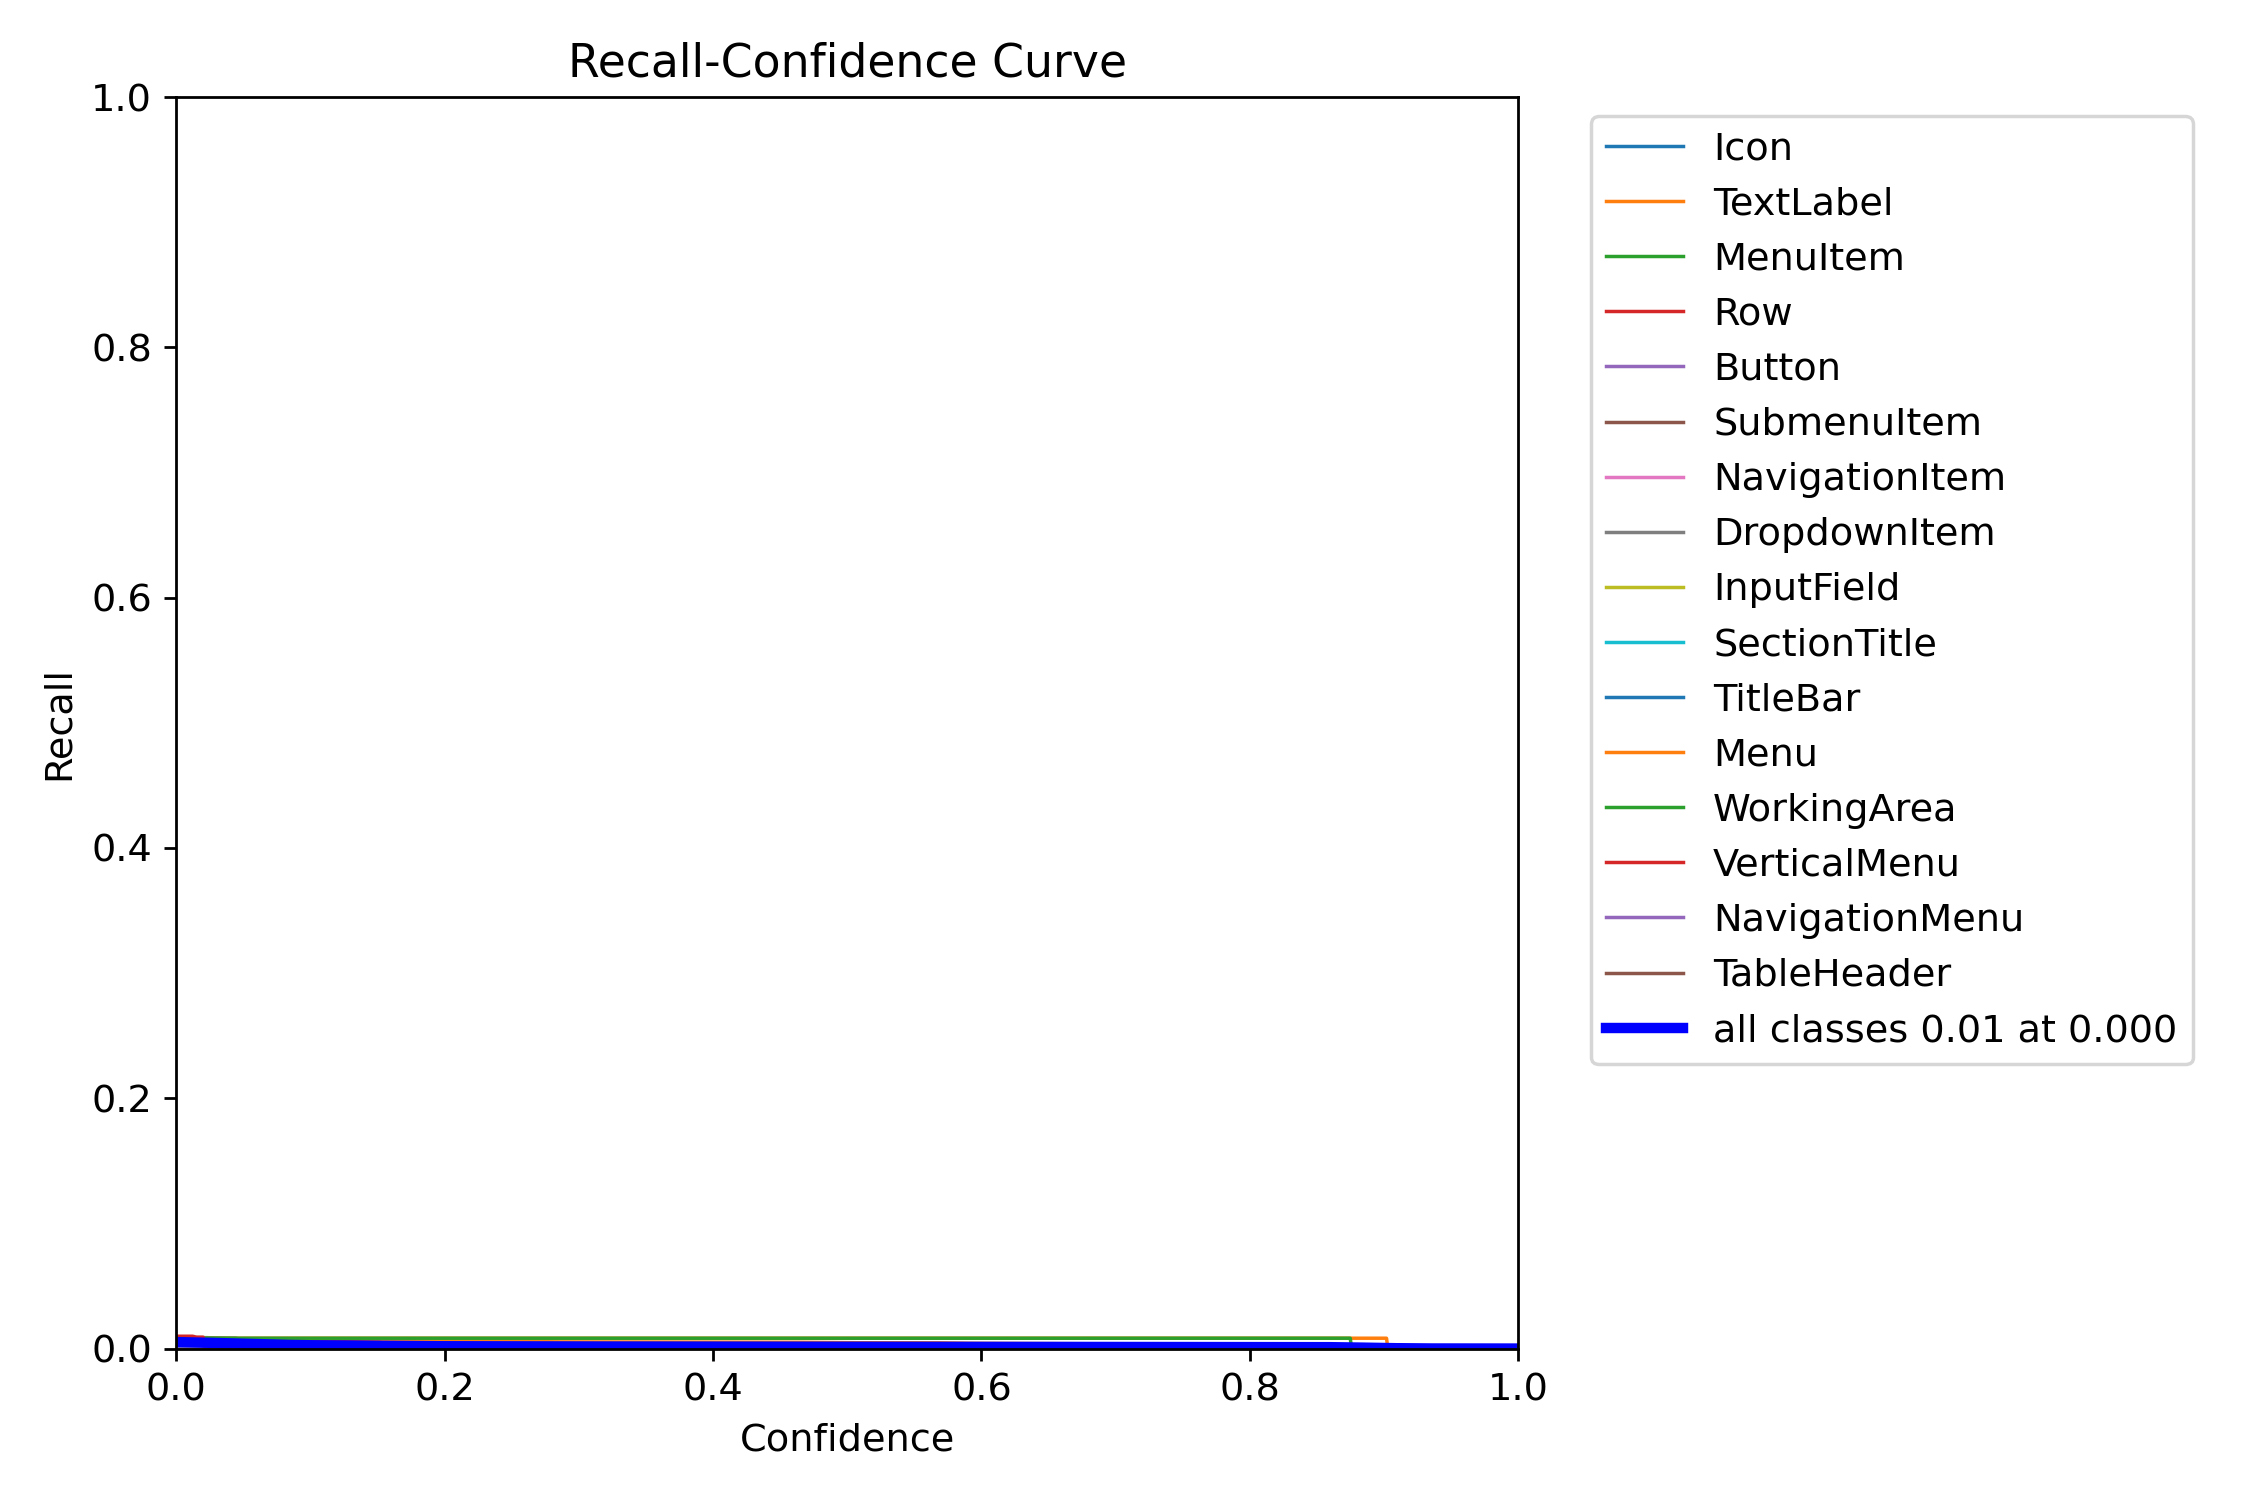 Recall-Confidence Curve
1.0
0.8
0.6
0.4
0.2
0.0
Recall
0.0 0.2 0.4 0.6 0.8 1.0
Confidence
Icon
TextLabel
MenuItem
Row
Button
SubmenuItem
NavigationItem
DropdownItem
InputField
SectionTitle
TitleBar
Menu
WorkingArea
VerticalMenu
NavigationMenu
TableHeader
all classes 0.01 at 0.000